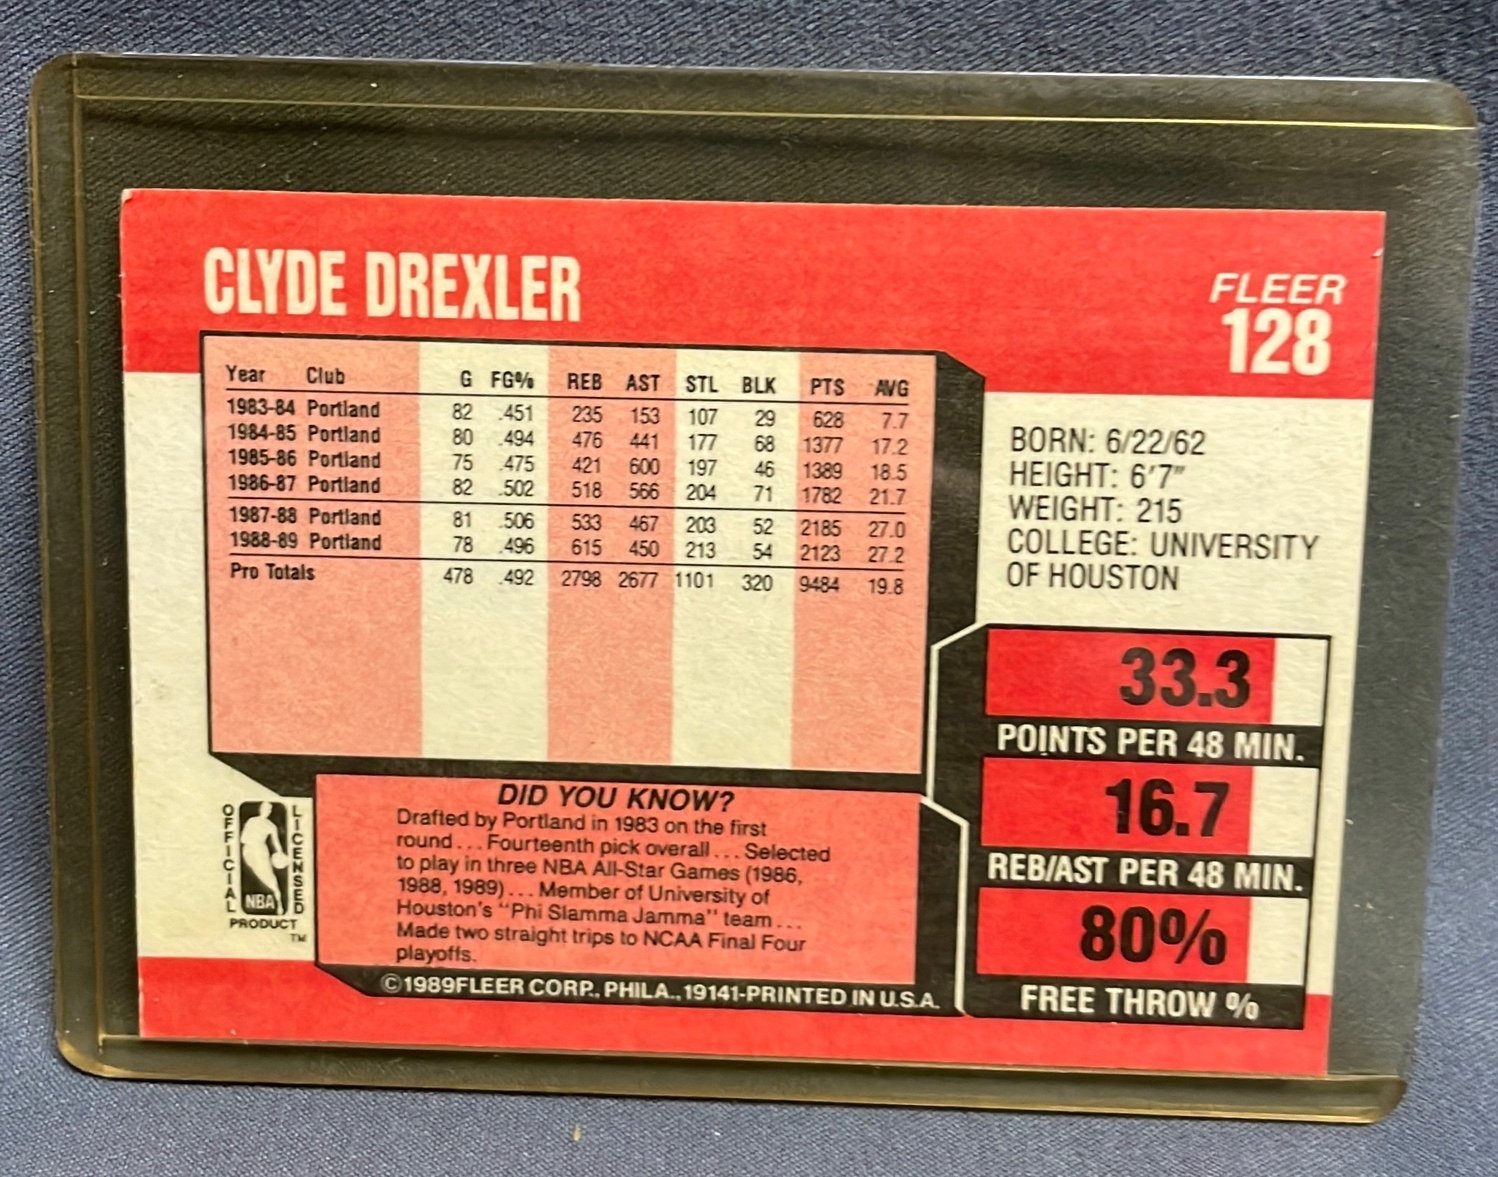 CLYDE DREXLER
FLEER
128
Year Club G FG% REB AST STL BLK PTS AVG
1983-84 Portland 82 .451 235 153 107 29 628 7.7
1984-85 Portland 80 .494 476 441 177 68 1377 17.2
1985-86 Portland 75 .475 421 600 197 46 1389 18.5
1986-87 Portland 82 .502 518 566 204 71 1782 21.7
1987-88 Portland 81 .506 533 467 203 52 2185 27.0
1988-89 Portland 78 .496 615 450 213 54 2123 27.2
Pro Totals 478 .492 2798 2677 1101 320 9484 19.8
BORN: 6/22/62
HEIGHT: 6'7"
WEIGHT: 215
COLLEGE: UNIVERSITY
OF HOUSTON
33.3
POINTS PER 48 MIN.
16.7
REB/AST PER 48 MIN.
80%
FREE THROW %
OFFICIAL
LICENSED
NBA
PRODUCT
TM
DID YOU KNOW?
Drafted by Portland in 1983 on the first
round... Fourteenth pick overall... Selected
to play in three NBA All-Star Games (1986,
1988, 1989)... Member of University of
Houston's "Phi Slamma Jamma" team...
Made two straight trips to NCAA Final Four
playoffs.
©1989FLEER CORP., PHILA., 19141-PRINTED IN U.S.A.